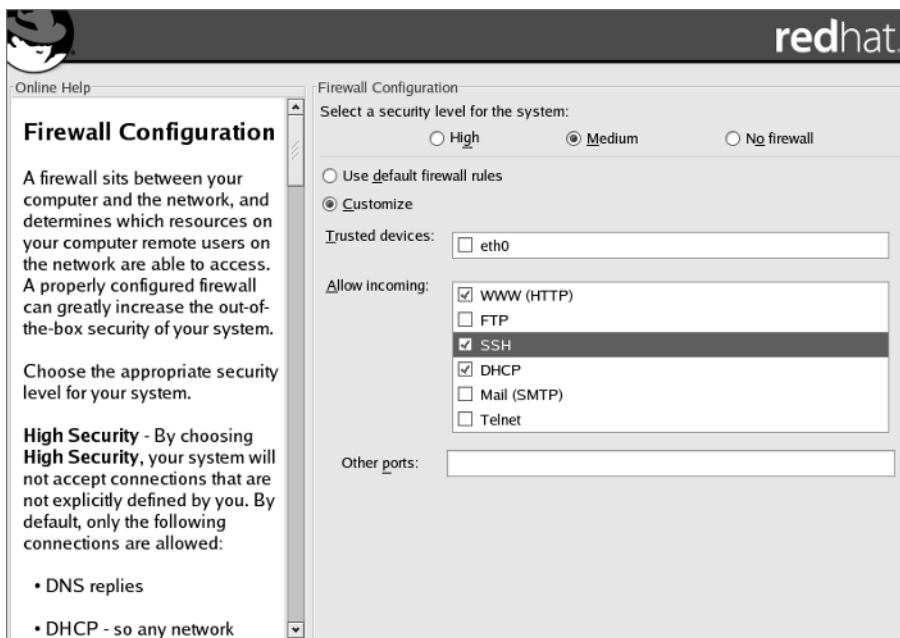 redhat.
Online Help
Firewall Configuration
A firewall sits between your
computer and the network, and
determines which resources on
your computer remote users on
the network are able to access.
A properly configured firewall
can greatly increase the out-of-
the-box security of your system.
Choose the appropriate security
level for your system.
High Security - By choosing
High Security, your system will
not accept connections that are
not explicitly defined by you. By
default, only the following
connections are allowed:
• DNS replies
• DHCP - so any network
Firewall Configuration
Select a security level for the system:
High
Medium
No firewall
Use default firewall rules
Customize
Trusted devices:
eth0
Allow incoming:
WWW (HTTP)
FTP
SSH
DHCP
Mail (SMTP)
Telnet
Other ports: